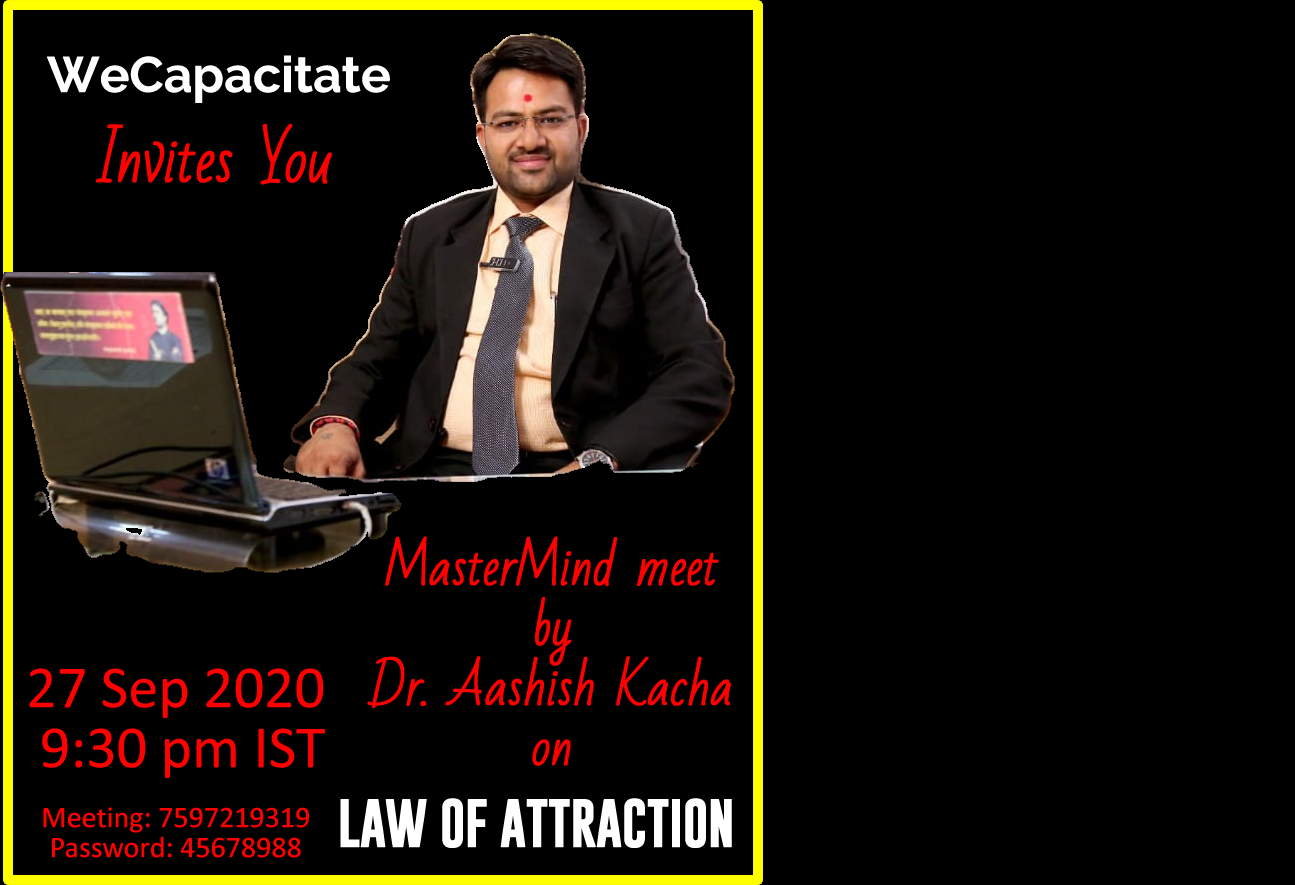 WeCapacitate
Invites You
MasterMind meet
by
Dr. Aashish Kacha
on
LAW OF ATTRACTION
27 Sep 2020
9:30 pm IST
Meeting: 7597219319
Password: 45678988